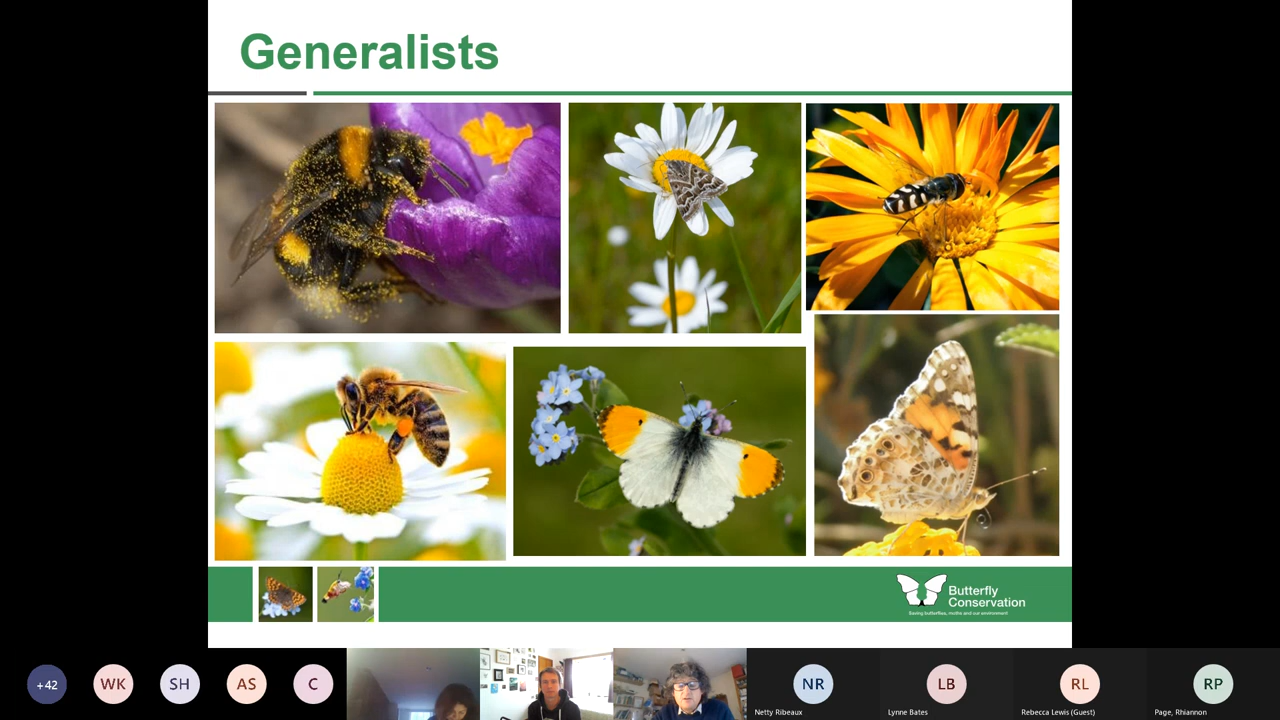 Generalists
Butterfly
Conservation
Saving butterflies, moths and our environment
+42
WK
SH
AS
C
NR
LB
RL
RP
Netty Ribeaux
Lynne Bates
Rebecca Lewis (Guest)
Page, Rhiannon